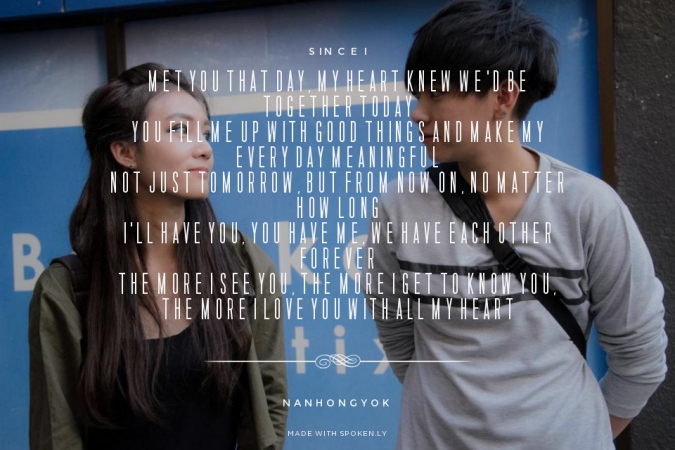 SINCE I
MET YOU THAT DAY, MY HEART KNEW WE'D BE
TOGETHER TODAY
YOU FILL ME UP WITH GOOD THINGS AND MAKE MY
EVERY DAY MEANINGFUL
NOT JUST TOMORROW, BUT FROM NOW ON, NO MATTER
HOW LONG
I'LL HAVE YOU, YOU HAVE ME, WE HAVE EACH OTHER
FOREVER
THE MORE I SEE YOU, THE MORE I GET TO KNOW YOU,
THE MORE I LOVE YOU WITH ALL MY HEART
NANHONGYOK
MADE WITH SPOKEN.LY